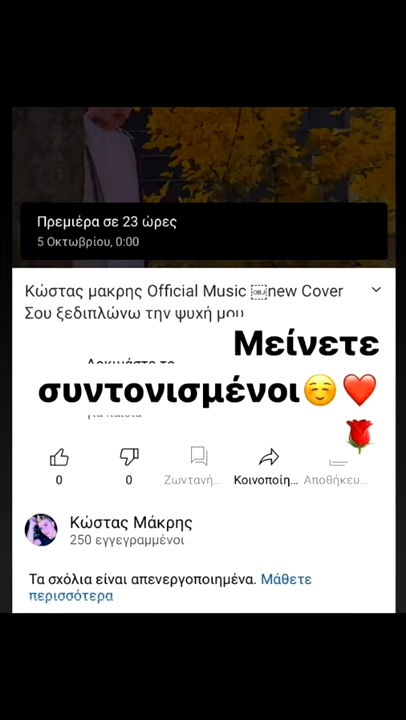 Πρεμιέρα σε 23 ώρες
5 Οκτωβρίου, 0:00
Κώστας μακρης Official Music ￼new Cover
Σου ξεδιπλώνω την ψυχή μου
Μείνετε
συντονισμένοι☺️❤️
🌹
0
0
Ζωντανή...
Κοινοποίη...
Αποθήκευ...
Κώστας Μάκρης
250 εγγεγραμμένοι
Τα σχόλια είναι απενεργοποιημένα. Μάθετε
περισσότερα